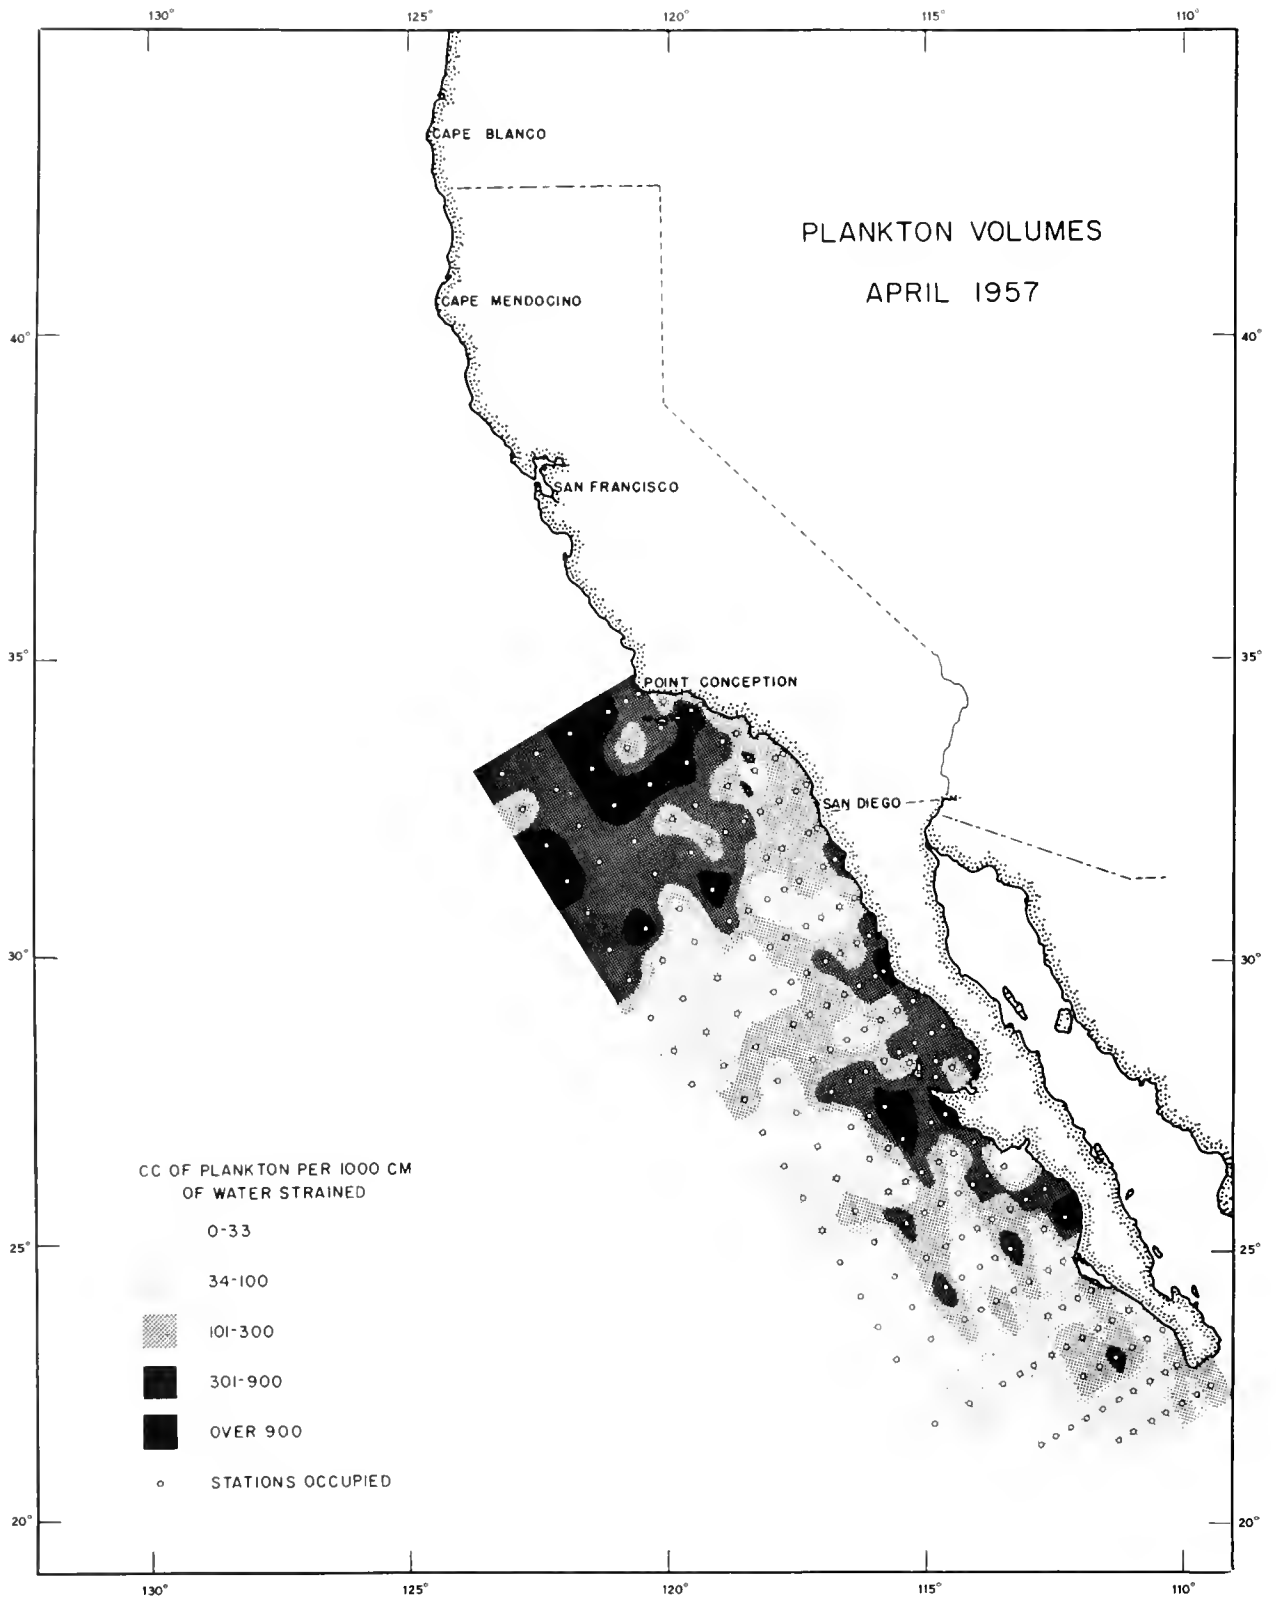 130° 125° 120° 115° 110°
CAPE BLANCO
PLANKTON VOLUMES
APRIL 1957
CAPE MENDOCINO
40° 40°
SAN FRANCISCO
35° 35°
POINT CONCEPTION
SAN DIEGO
30° 30°
CC OF PLANKTON PER 1000 CM
OF WATER STRAINED
0-33
25° 25°
34-100
101-300
301-900
OVER 900
STATIONS OCCUPIED
20° 20°
130° 125° 120° 115° 110°